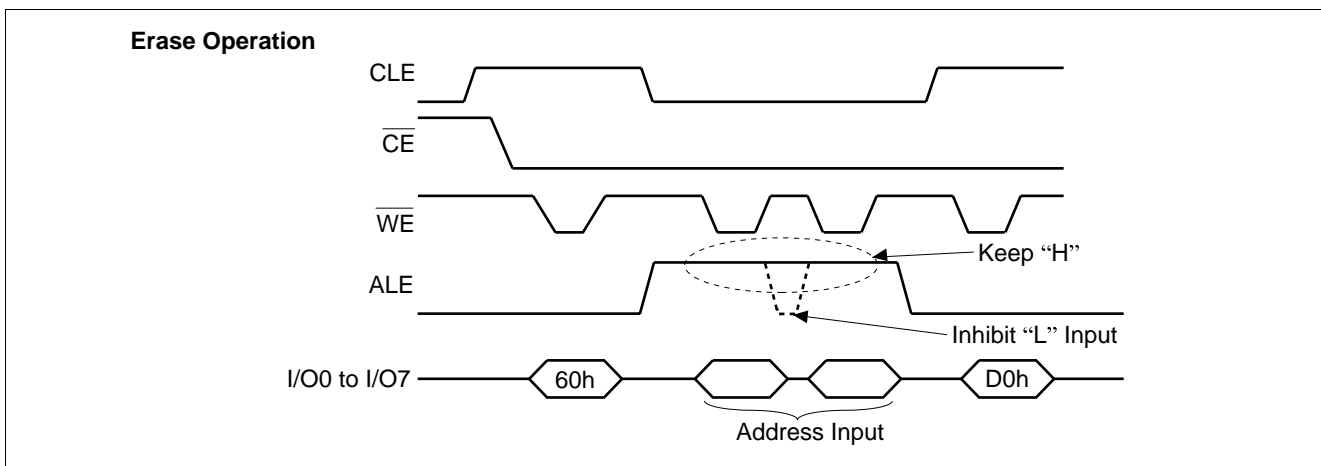 Erase Operation
CLE
CE
WE
Keep “H”
ALE
Inhibit “L” Input
I/O0 to I/O7
60h
D0h
Address Input